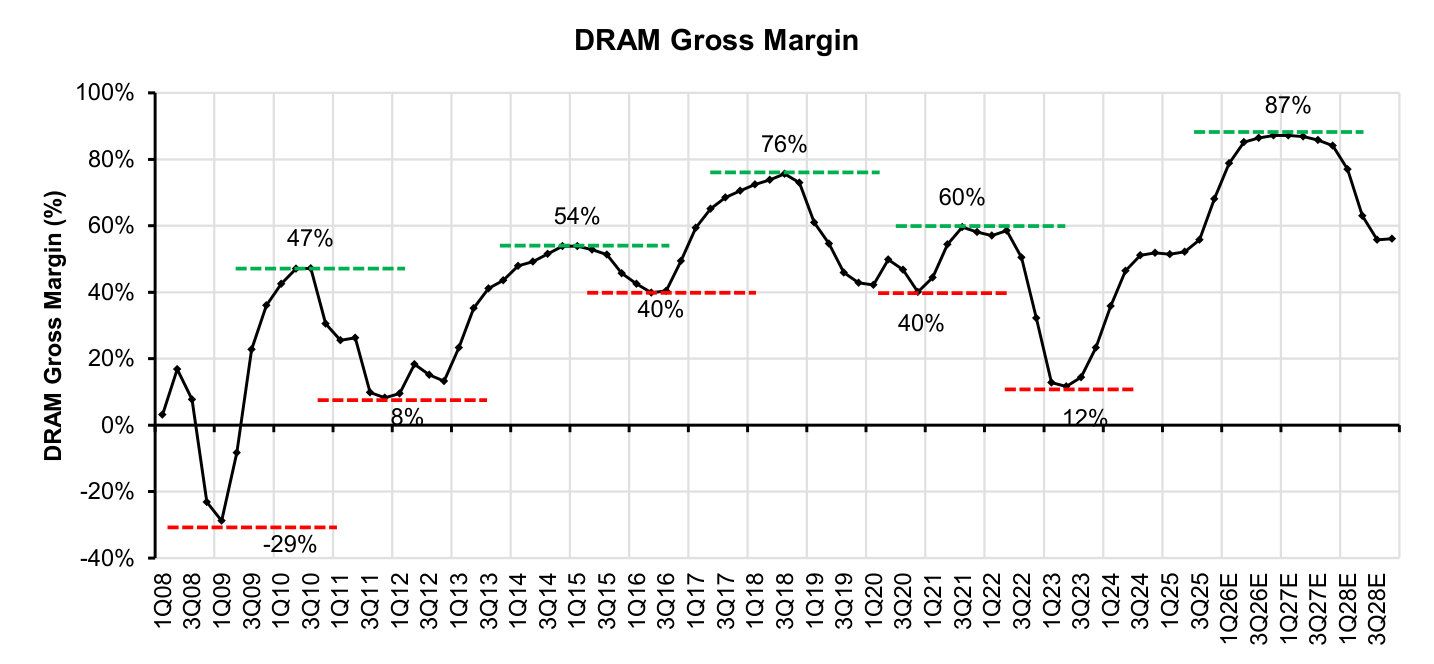 DRAM Gross Margin
DRAM Gross Margin (%)
100%
80%
60%
40%
20%
0%
-20%
-40%
47%
-29%
8%
54%
40%
76%
40%
60%
12%
87%
1Q08
3Q08
1Q09
3Q09
1Q10
3Q10
1Q11
3Q11
1Q12
3Q12
1Q13
3Q13
1Q14
3Q14
1Q15
3Q15
1Q16
3Q16
1Q17
3Q17
1Q18
3Q18
1Q19
3Q19
1Q20
3Q20
1Q21
3Q21
1Q22
3Q22
1Q23
3Q23
1Q24
3Q24
1Q25
3Q25
1Q26E
3Q26E
1Q27E
3Q27E
1Q28E
3Q28E